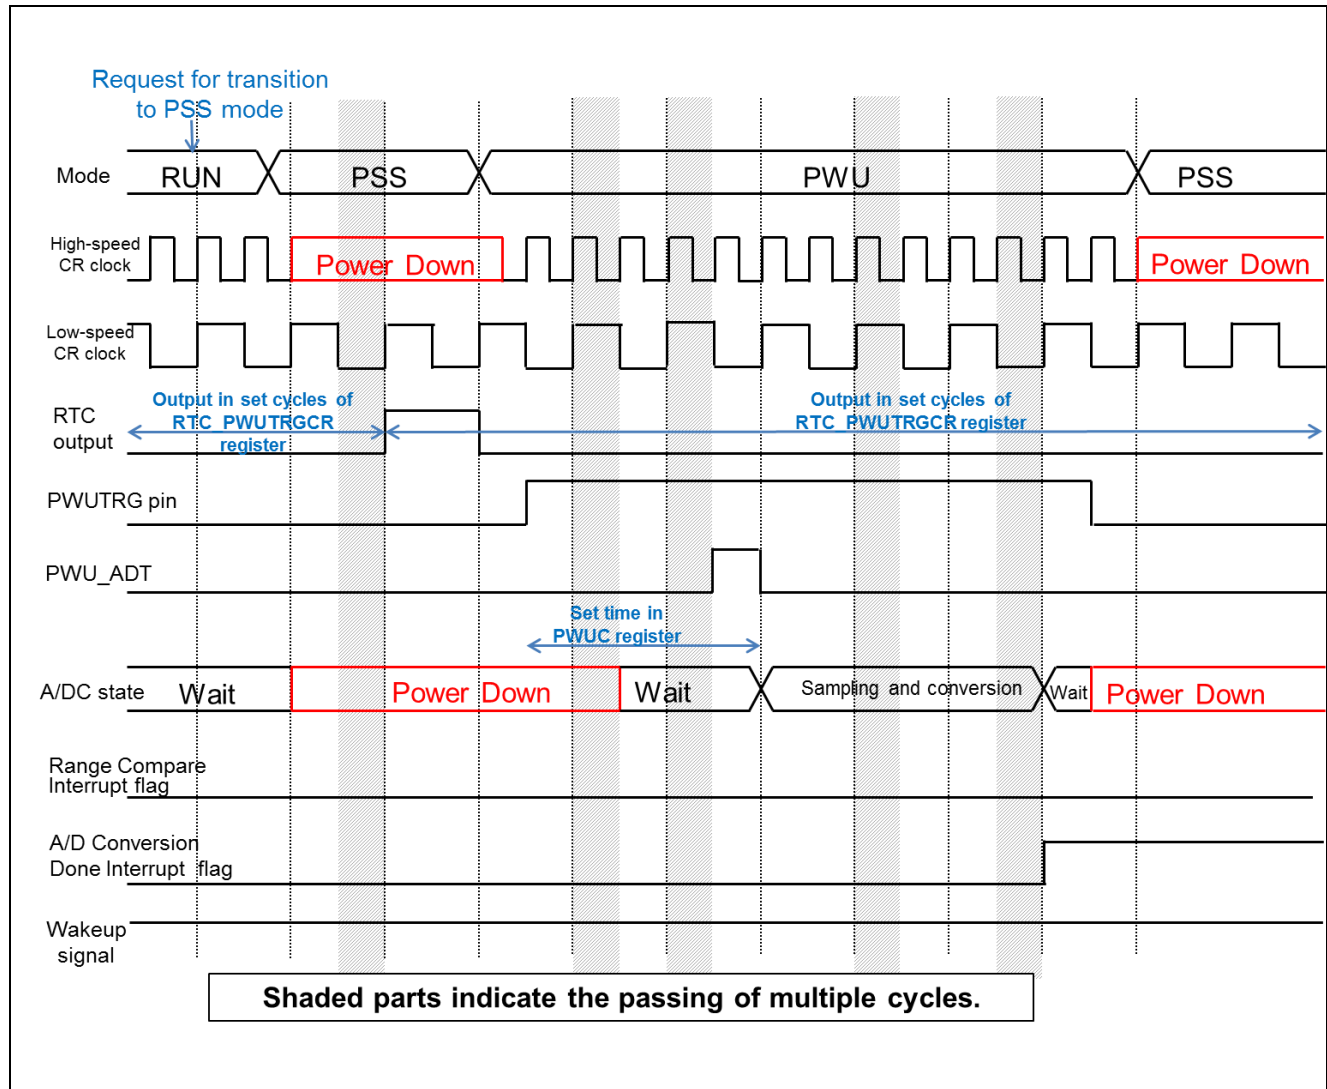 Request for transition
to PSS mode
Mode
RUN
PSS
PWU
PSS
High-speed
CR clock
Power Down
Power Down
Low-speed
CR clock
RTC
output
Output in set cycles of
RTC_PWUTRGCR
register
Output in set cycles of
RTC_PWUTRGCR register
PWUTRG pin
PWU_ADT
Set time in
PWUC register
A/DC state
Wait
Power Down
Wait
Sampling and conversion
Wait
Power Down
Range Compare
Interrupt flag
A/D Conversion
Done Interrupt flag
Wakeup
signal
Shaded parts indicate the passing of multiple cycles.